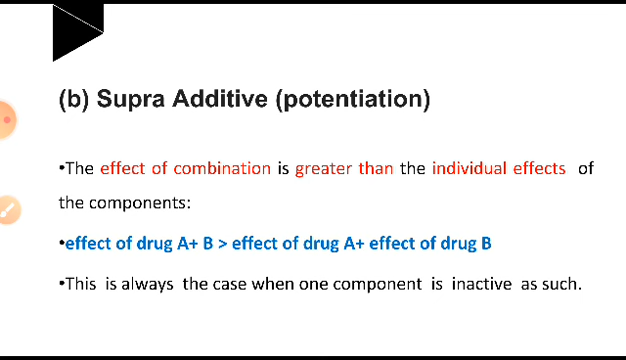 (b) Supra Additive (potentiation)
•The effect of combination is greater than the individual effects of
the components:
•effect of drug A+ B > effect of drug A+ effect of drug B
•This is always the case when one component is inactive as such.